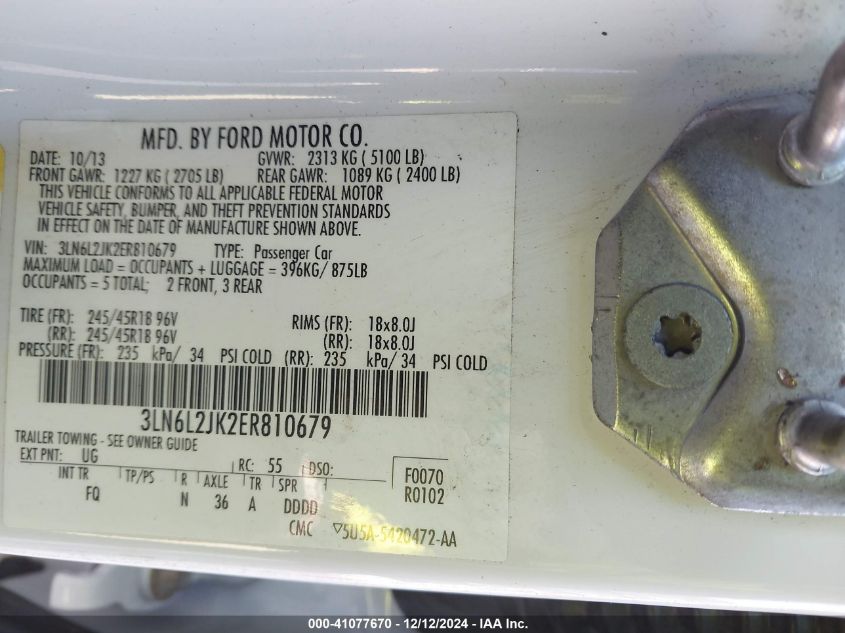 MFD. BY FORD MOTOR CO.
DATE: 10/13 GVWR: 2313 KG ( 5100 LB)
FRONT GAWR: 1227 KG ( 2705 LB) REAR GAWR: 1089 KG ( 2400 LB)
THIS VEHICLE CONFORMS TO ALL APPLICABLE FEDERAL MOTOR
VEHICLE SAFETY, BUMPER, AND THEFT PREVENTION STANDARDS
IN EFFECT ON THE DATE OF MANUFACTURE SHOWN ABOVE.
VIN: 3LN6L2JK2ER810679 TYPE: Passenger Car
MAXIMUM LOAD = OCCUPANTS + LUGGAGE = 396KG/ 875LB
OCCUPANTS = 5 TOTAL; 2 FRONT, 3 REAR
TIRE (FR): 245/45R18 96V RIMS (FR): 18x8.0J
(RR): 245/45R18 96V (RR): 18x8.0J
PRESSURE (FR): 235 kPa/ 34 PSI COLD (RR): 235 kPa/ 34 PSI COLD
3LN6L2JK2ER810679
TRAILER TOWING - SEE OWNER GUIDE
EXT PNT: UG RC: 55 DSO: F0070
INT TR TP/PS R AXLE TR SPR R0102
FQ N 36 A DDDD
CMC ▽5U5A-5420472-AA
000-41077670 - 12/12/2024 - IAA Inc.